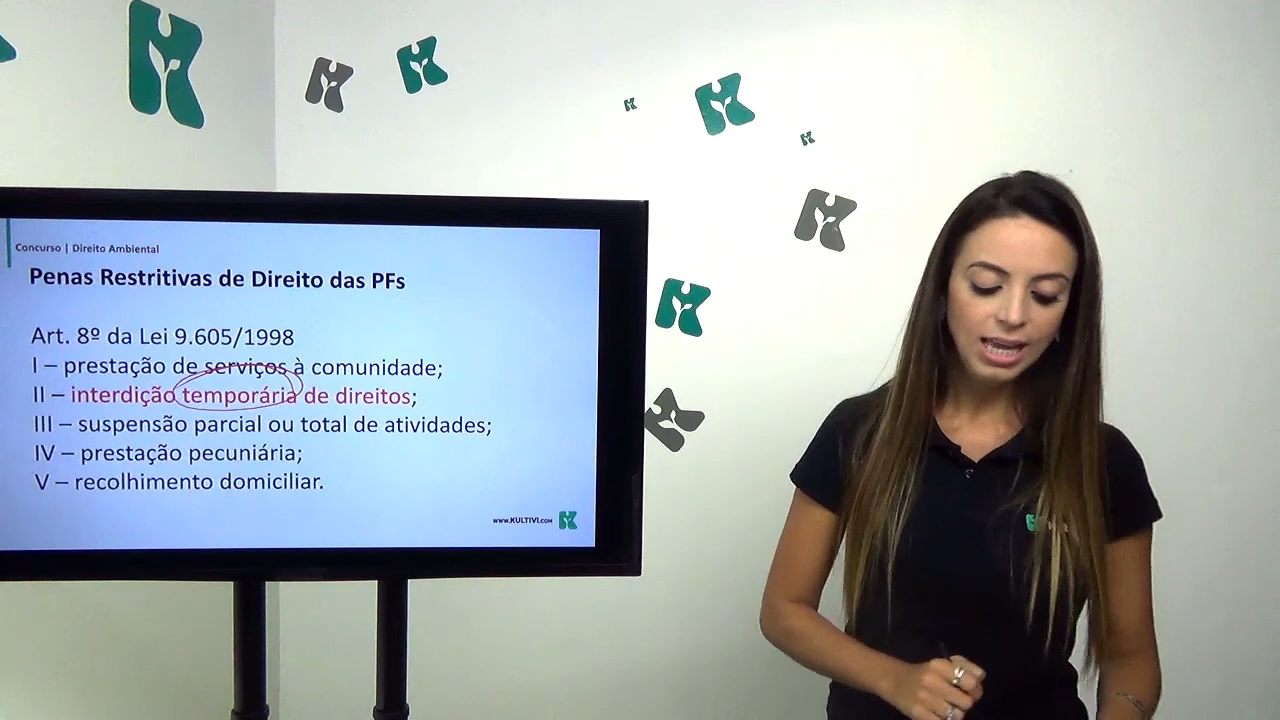 Concurso | Direito Ambiental
Penas Restritivas de Direito das PFs
Art. 8º da Lei 9.605/1998
I – prestação de serviços à comunidade;
II – interdição temporária de direitos;
III – suspensão parcial ou total de atividades;
IV – prestação pecuniária;
V – recolhimento domiciliar.
www.KULTIVI.COM